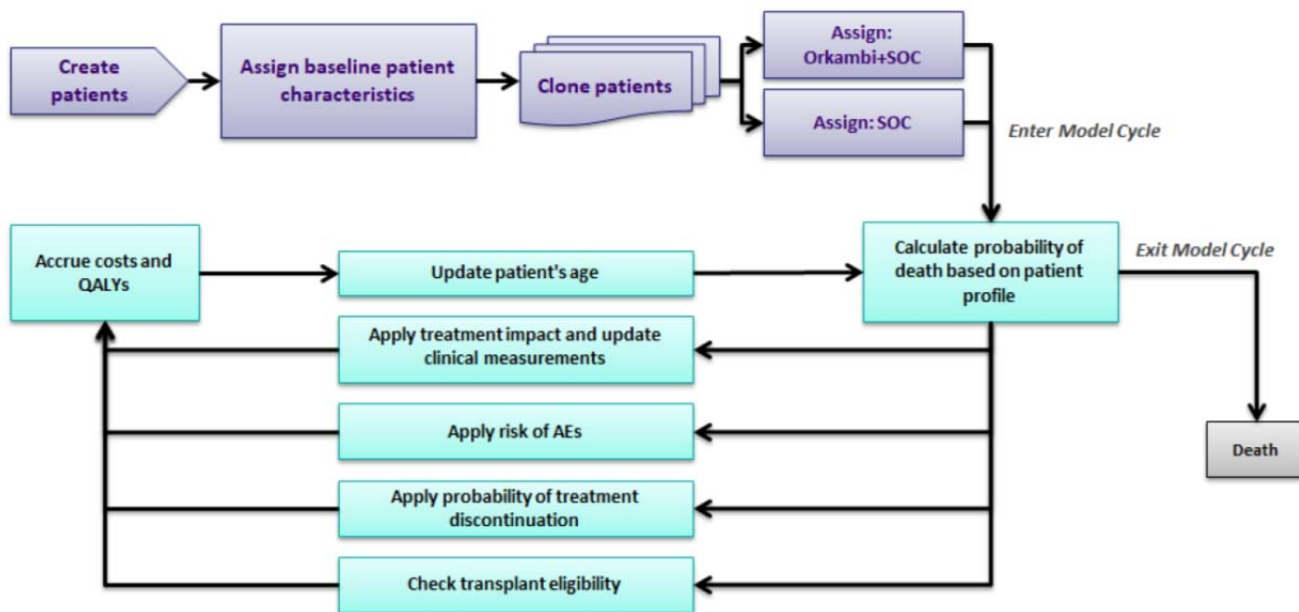 Create
patients
Assign baseline patient
characteristics
Clone patients
Assign:
Orkambi+SOC
Assign: SOC
Enter Model Cycle
Accrue costs and
QALYs
Update patient's age
Calculate probability of
death based on patient
profile
Exit Model Cycle
Apply treatment impact and update
clinical measurements
Apply risk of AEs
Death
Apply probability of treatment
discontinuation
Check transplant eligibility